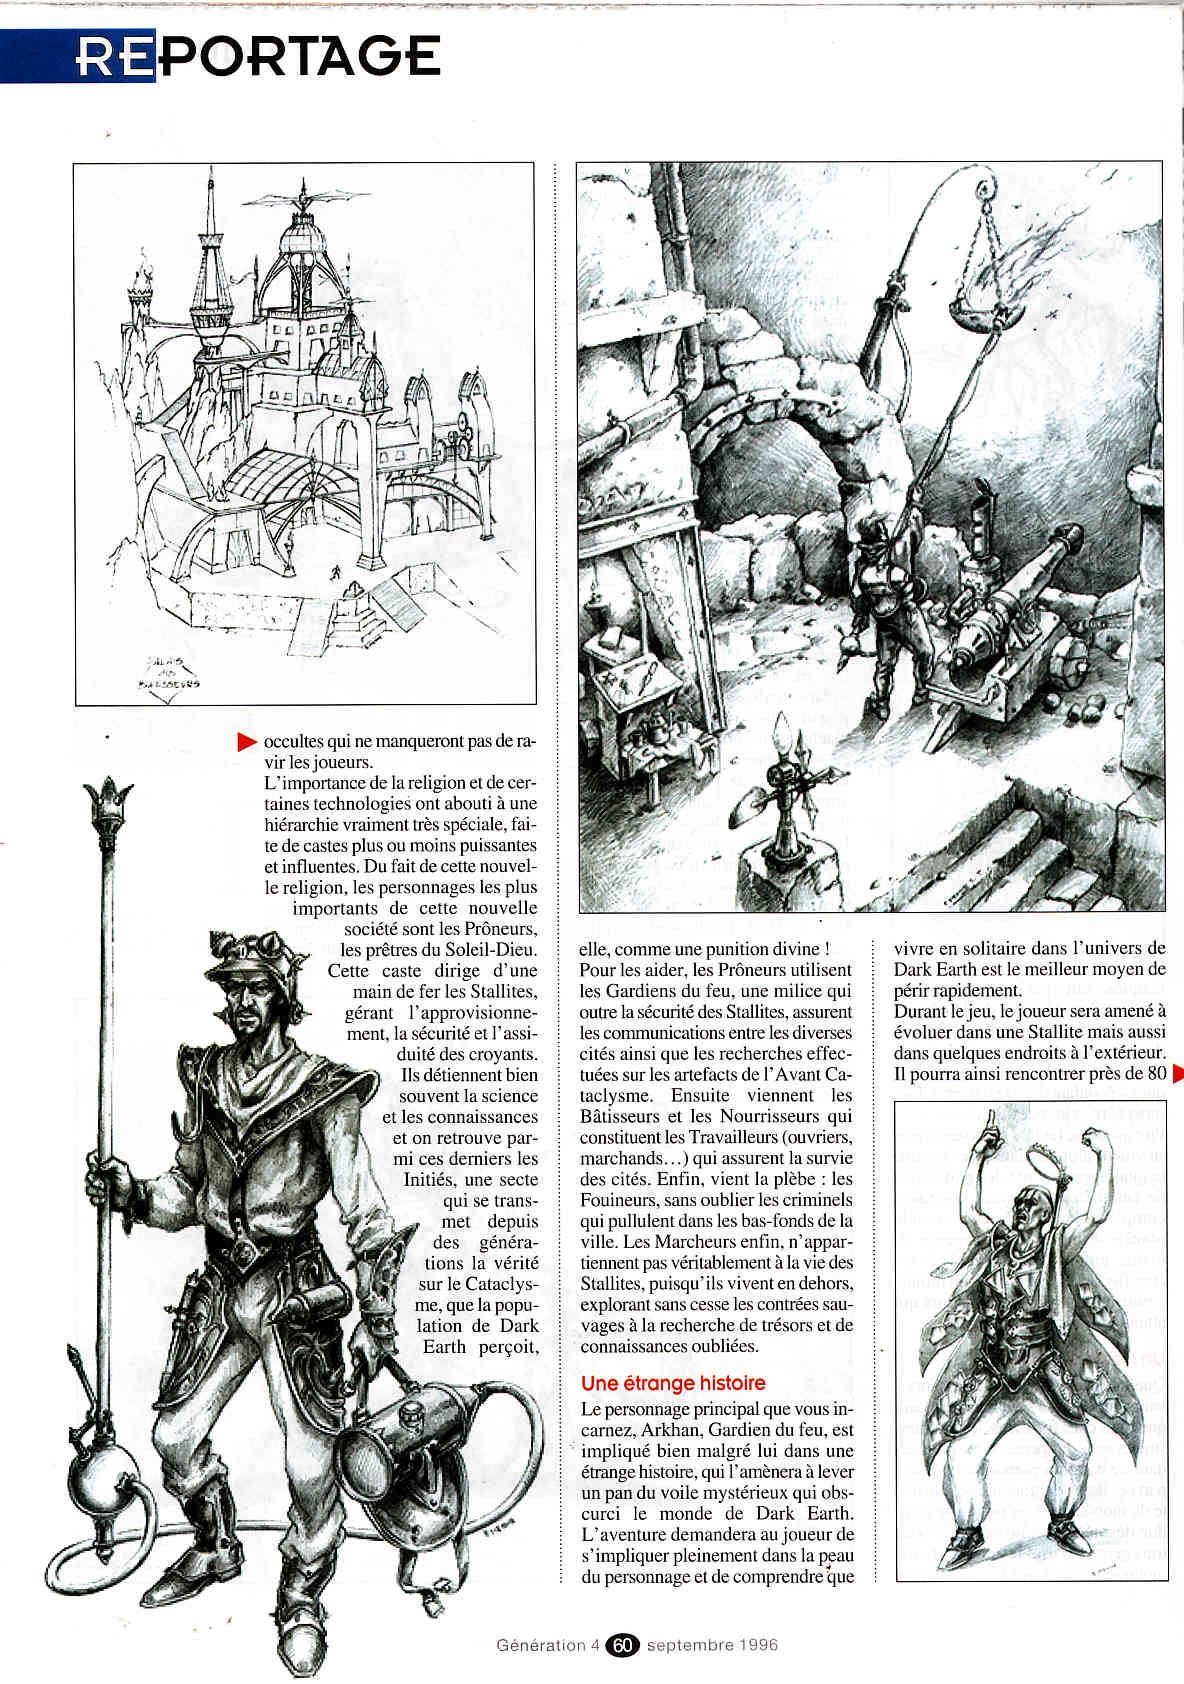 REPORTAGE
PALAIS
DES
BATISSEURS
occultes qui ne manqueront pas de ra-
vir les joueurs.
L'importance de la religion et de cer-
taines technologies ont abouti à une
hiérarchie vraiment très spéciale, fai-
te de castes plus ou moins puissantes
et influentes. Du fait de cette nouvel-
le religion, les personnages les plus
importants de cette nouvelle
société sont les Prôneurs,
les prêtres du Soleil-Dieu.
Cette caste dirige d'une
main de fer les Stallites,
gérant l'approvisionne-
ment, la sécurité et l'assi-
duité des croyants.
Ils détiennent bien
souvent la science
et les connaissances
et on retrouve par-
mi ces derniers les
Initiés, une secte
qui se trans-
met depuis
des généra-
tions la vérité
sur le Cataclys-
me, que la popu-
lation de Dark
Earth perçoit,
elle, comme une punition divine !
Pour les aider, les Prôneurs utilisent
les Gardiens du feu, une milice qui
outre la sécurité des Stallites, assurent
les communications entre les diverses
cités ainsi que les recherches effec-
tuées sur les artefacts de l'Avant Ca-
taclysme. Ensuite viennent les
Bâtisseurs et les Nourrisseurs qui
constituent les Travailleurs (ouvriers,
marchands...) qui assurent la survie
des cités. Enfin, vient la plèbe : les
Fouineurs, sans oublier les criminels
qui pullulent dans les bas-fonds de la
ville. Les Marcheurs enfin, n'appar-
tiennent pas véritablement à la vie des
Stallites, puisqu'ils vivent en dehors,
explorant sans cesse les contrées sau-
vages à la recherche de trésors et de
connaissances oubliées.
Une étrange histoire
Le personnage principal que vous in-
carnez, Arkhan, Gardien du feu, est
impliqué bien malgré lui dans une
étrange histoire, qui l'amènera à lever
un pan du voile mystérieux qui obs-
curci le monde de Dark Earth.
L'aventure demandera au joueur de
s'impliquer pleinement dans la peau
du personnage et de comprendre que
vivre en solitaire dans l'univers de
Dark Earth est le meilleur moyen de
périr rapidement.
Durant le jeu, le joueur sera amené à
évoluer dans une Stallite mais aussi
dans quelques endroits à l'extérieur.
Il pourra ainsi rencontrer près de 80
Génération 4 60 septembre 1996